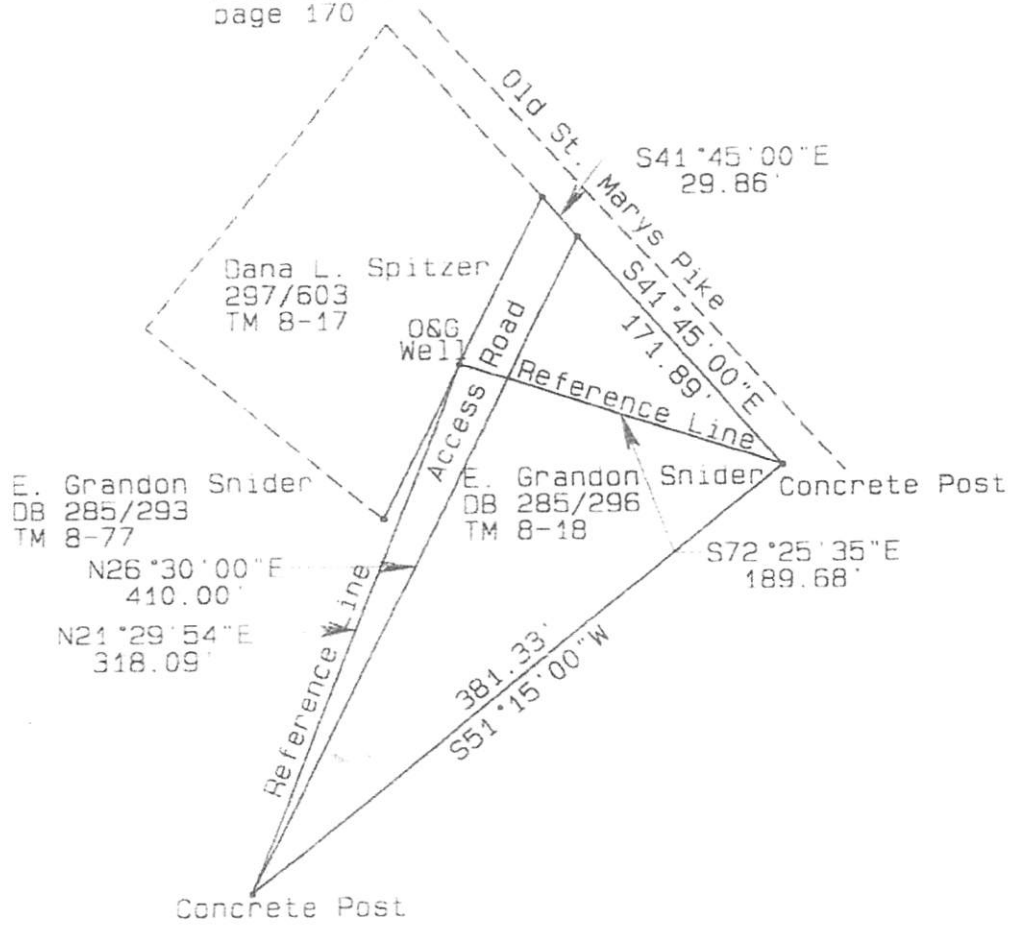 page 170
Old St. Marys Pike
S41°45'00"E
29.86'
S41°45'00"E
171.89'
Dana L. Spitzer
297/603
TM 8-17
O&G
Well
Access Road
Reference Line
E. Grandon Snider
DB 285/293
TM 8-77
E. Grandon Snider
DB 285/296
TM 8-18
Concrete Post
S72°25'35"E
189.68'
N26°30'00"E
410.00'
N21°29'54"E
318.09'
Reference Line
381.33'
S51°15'00"W
Concrete Post